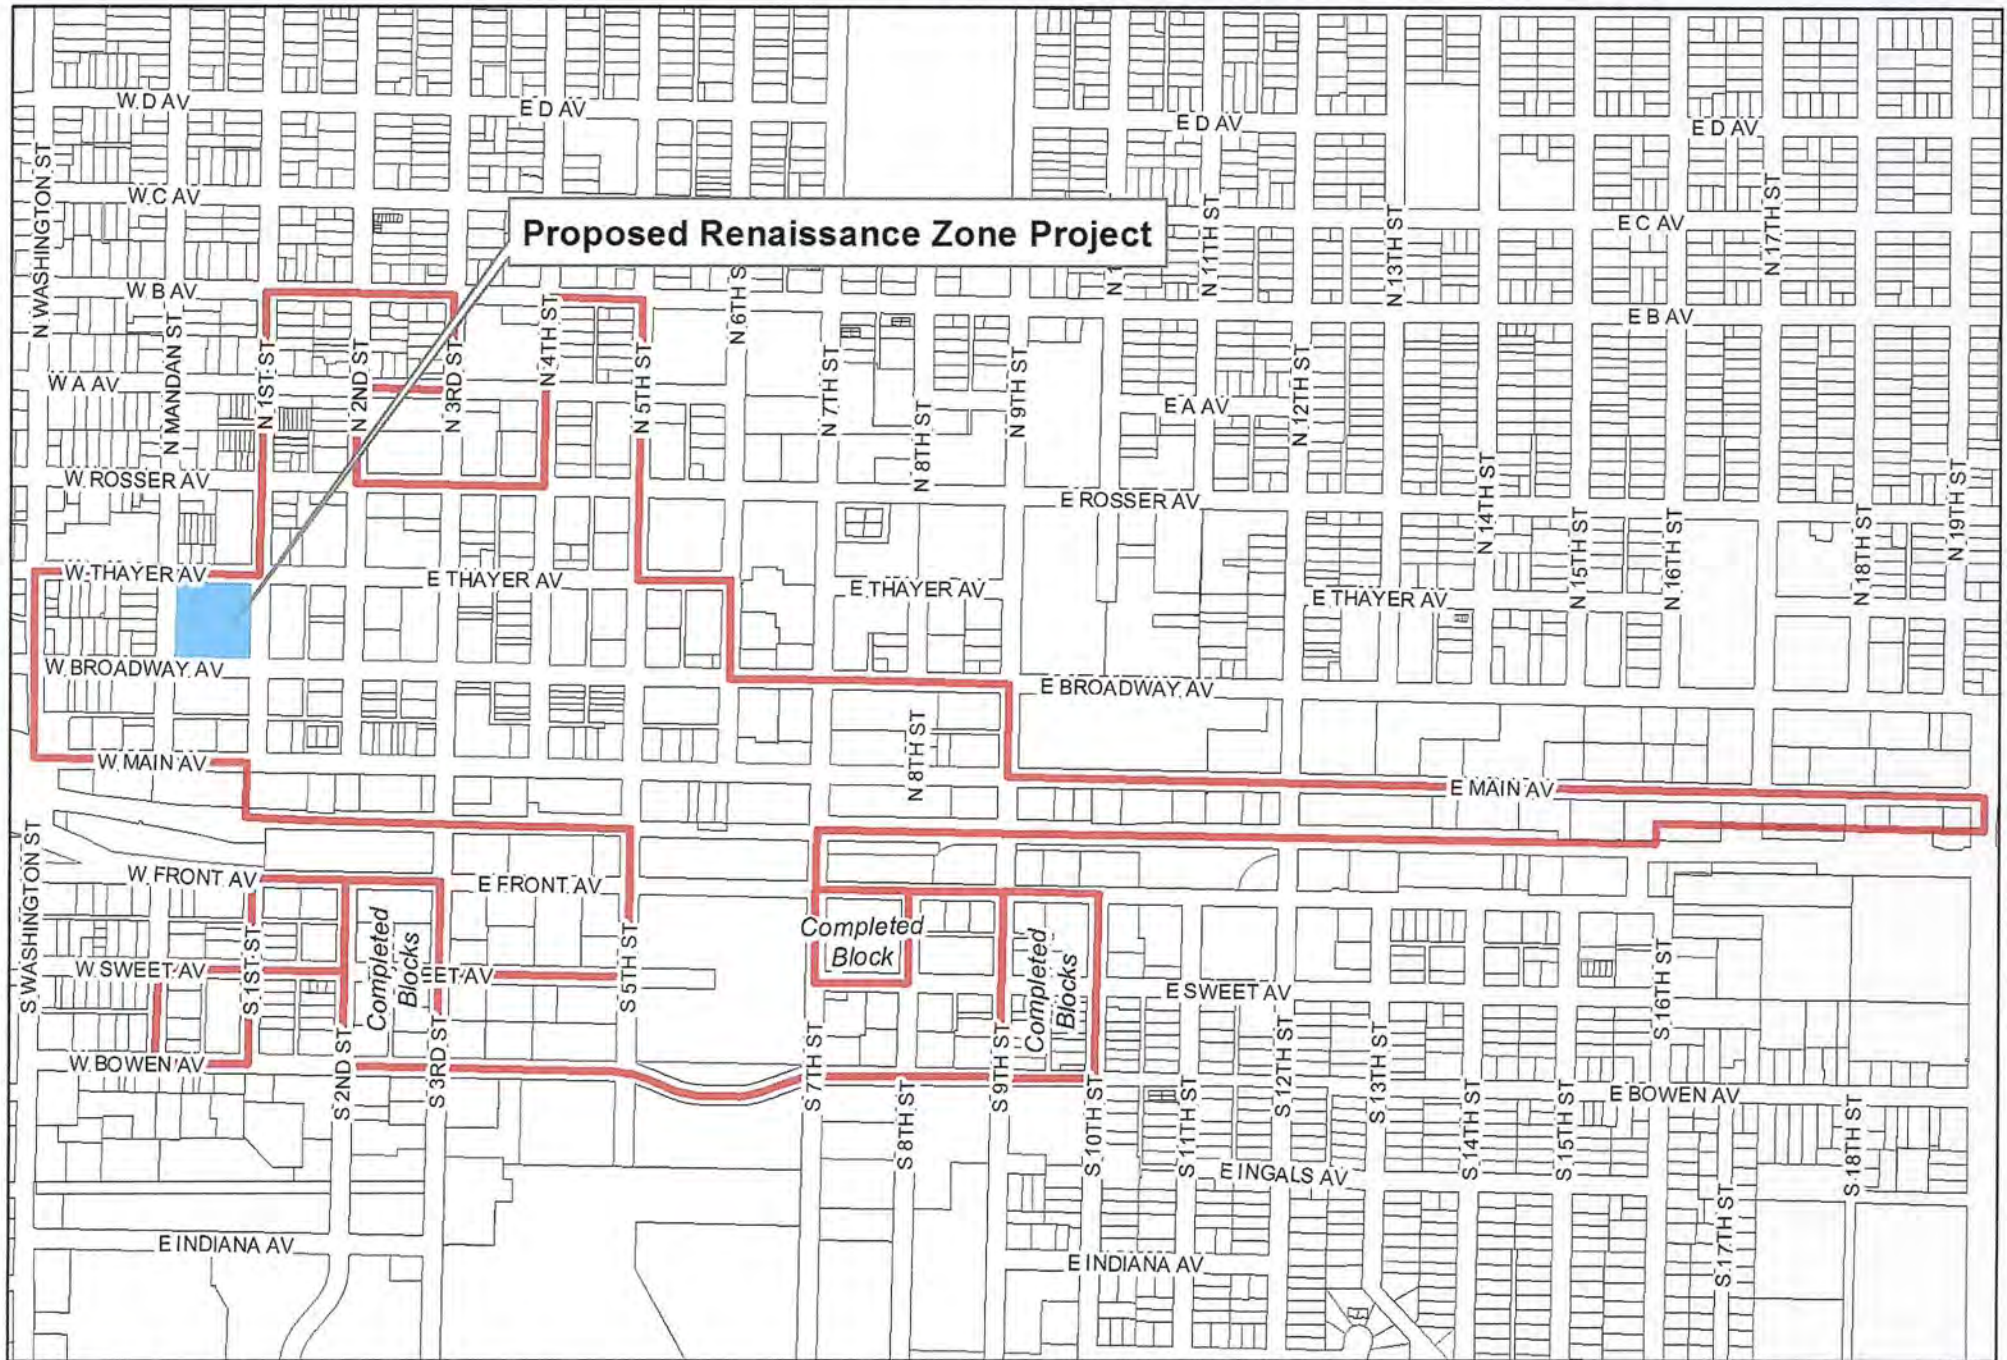 W D AV
E D AV
E D AV
E D AV
N WASHINGTON ST
W C AV
N 11TH ST
N 13TH ST
E C AV
N 17TH ST
Proposed Renaissance Zone Project
W B AV
N MANDAN ST
N 1ST ST
N 2ND ST
N 3RD ST
N 4TH ST
N 5TH ST
N 6TH S
N 7TH ST
N 8TH ST
N 9TH ST
N 1
N 12TH ST
E B AV
W A AV
E A AV
W ROSSER AV
E ROSSER AV
N 14TH ST
N 15TH ST
N 16TH ST
N 18TH ST
N 19TH ST
W THAYER AV
E THAYER AV
E THAYER AV
E THAYER AV
W BROADWAY AV
E BROADWAY AV
N 8TH ST
W MAIN AV
E MAIN AV
S WASHINGTON ST
W FRONT AV
E FRONT AV
Completed
Blocks
Completed
Block
Completed
Blocks
W SWEET AV
S 1ST ST
EET AV
S 5TH ST
E SWEET AV
S 16TH ST
W BOWEN AV
S 2ND ST
S 3RD ST
S 7TH ST
S 8TH ST
S 9TH ST
S 10TH ST
S 11TH ST
S 12TH ST
S 13TH ST
S 14TH ST
S 15TH ST
E BOWEN AV
S 18TH ST
E INGALS AV
S 17TH ST
E INDIANA AV
E INDIANA AV